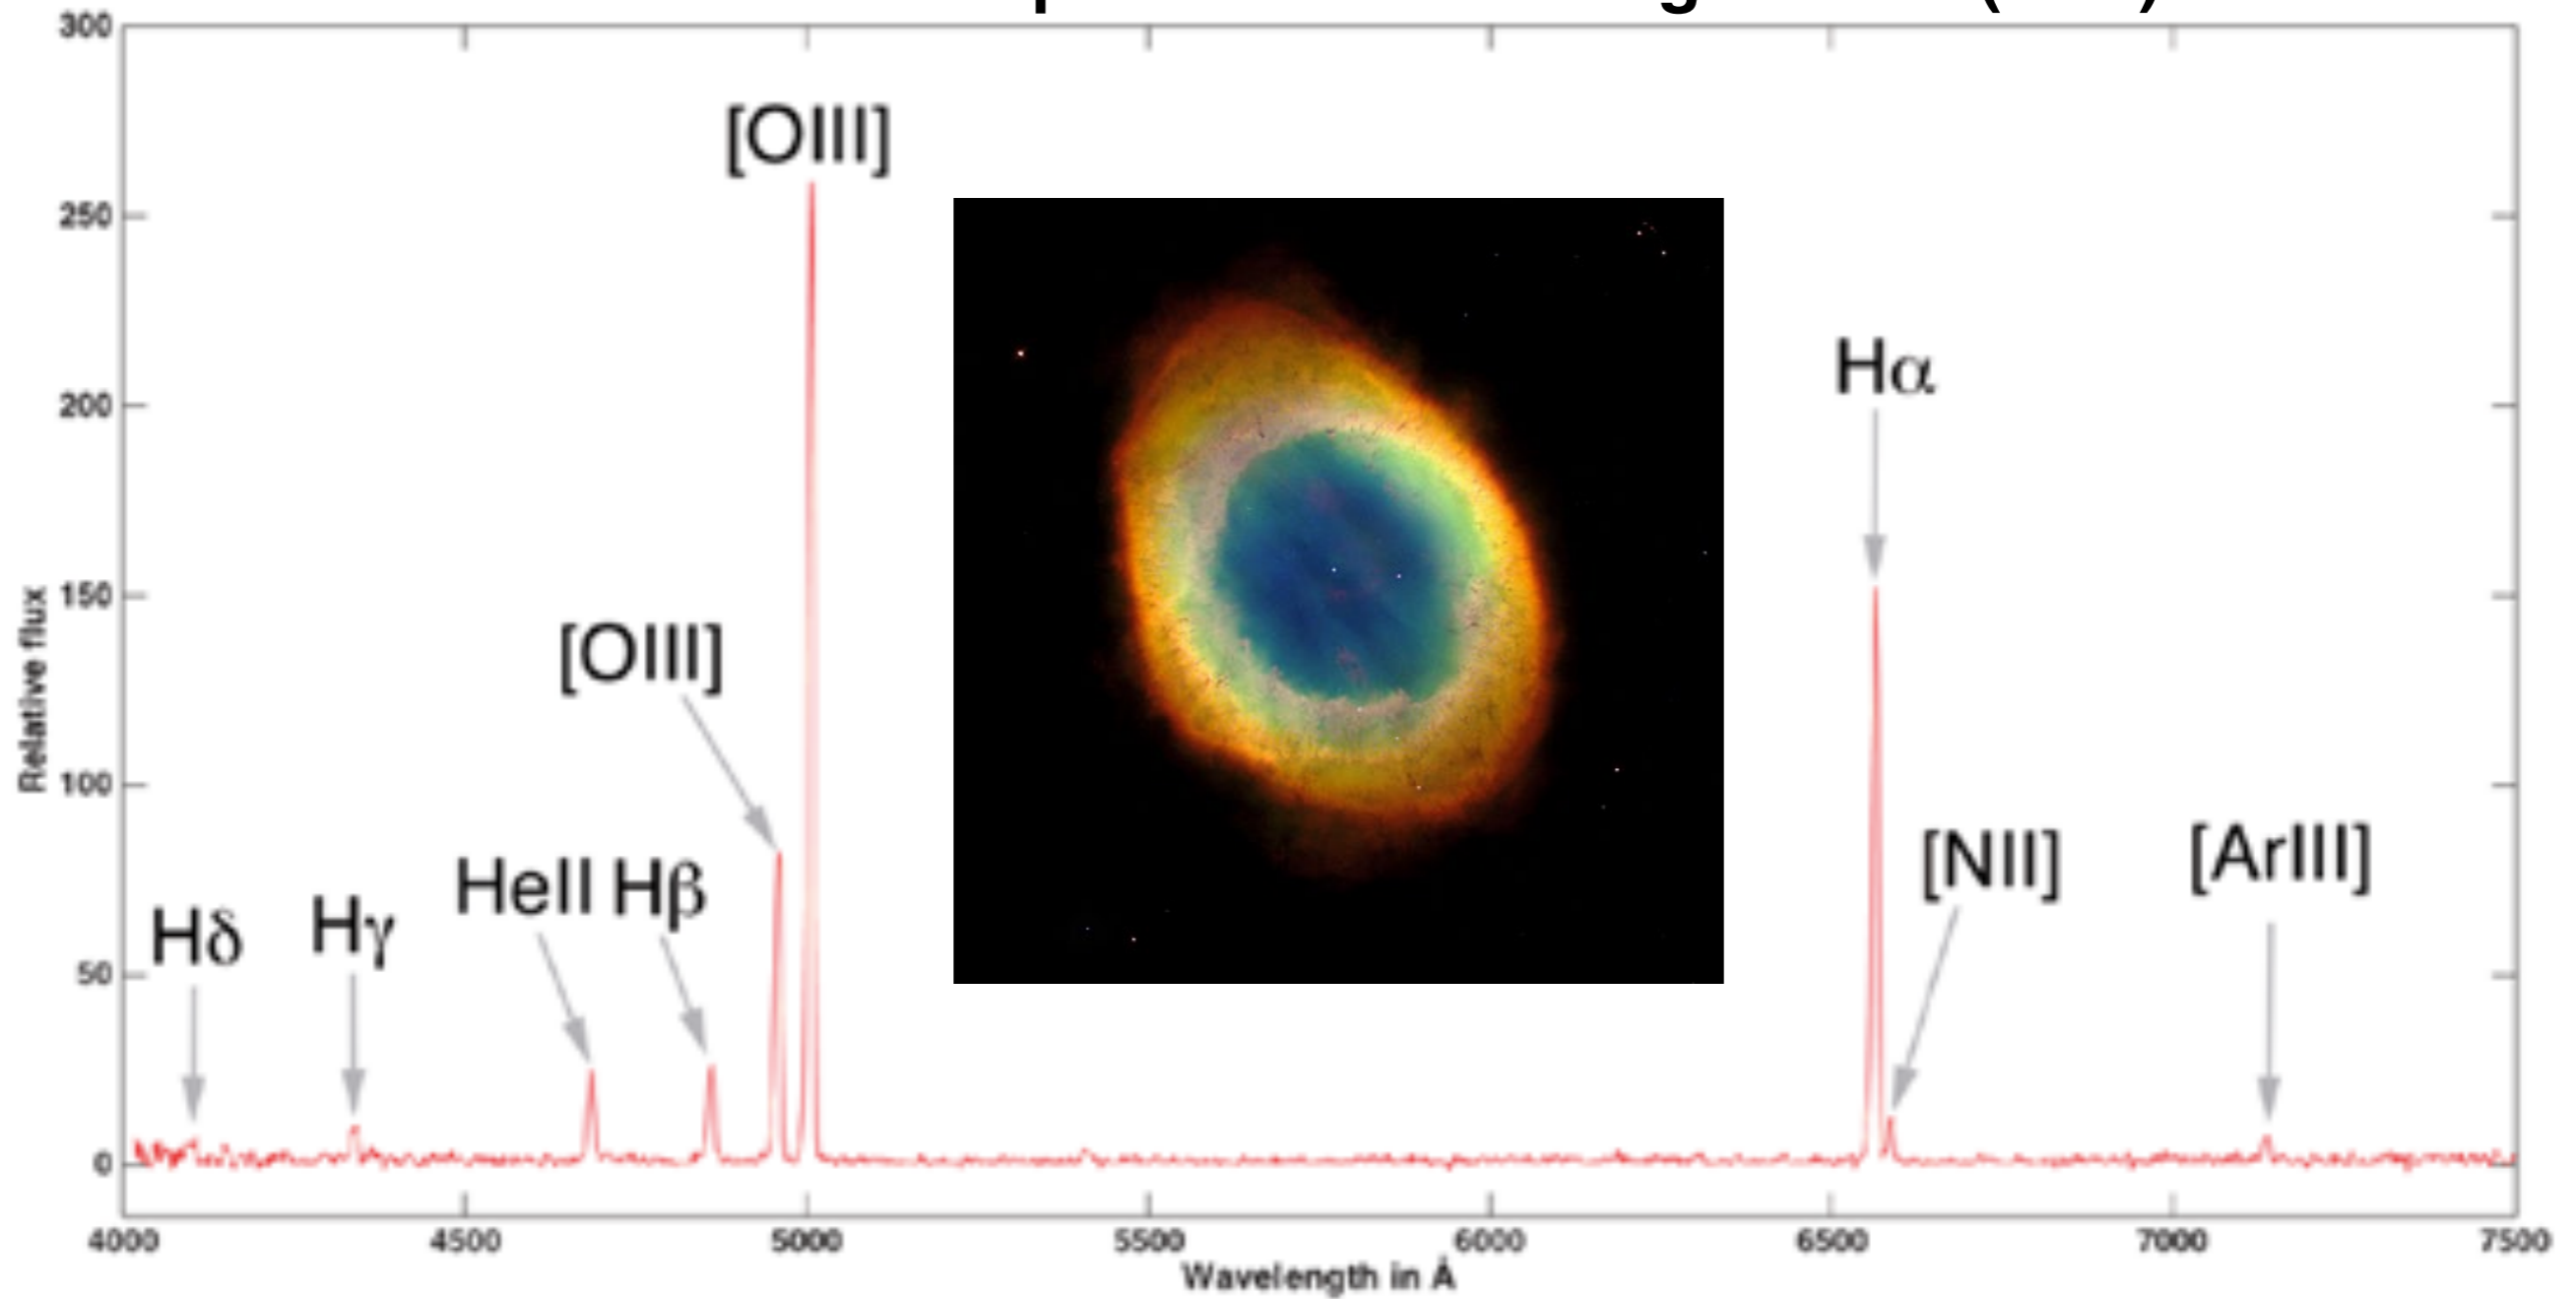 300
[OIII]
250
Hα
200
[OIII]
150
Relative flux
100
[NII]
[ArIII]
HeII
Hβ
Hγ
Hδ
50
0
4000
4500
5000
5500
6000
6500
7000
7500
Wavelength in Å